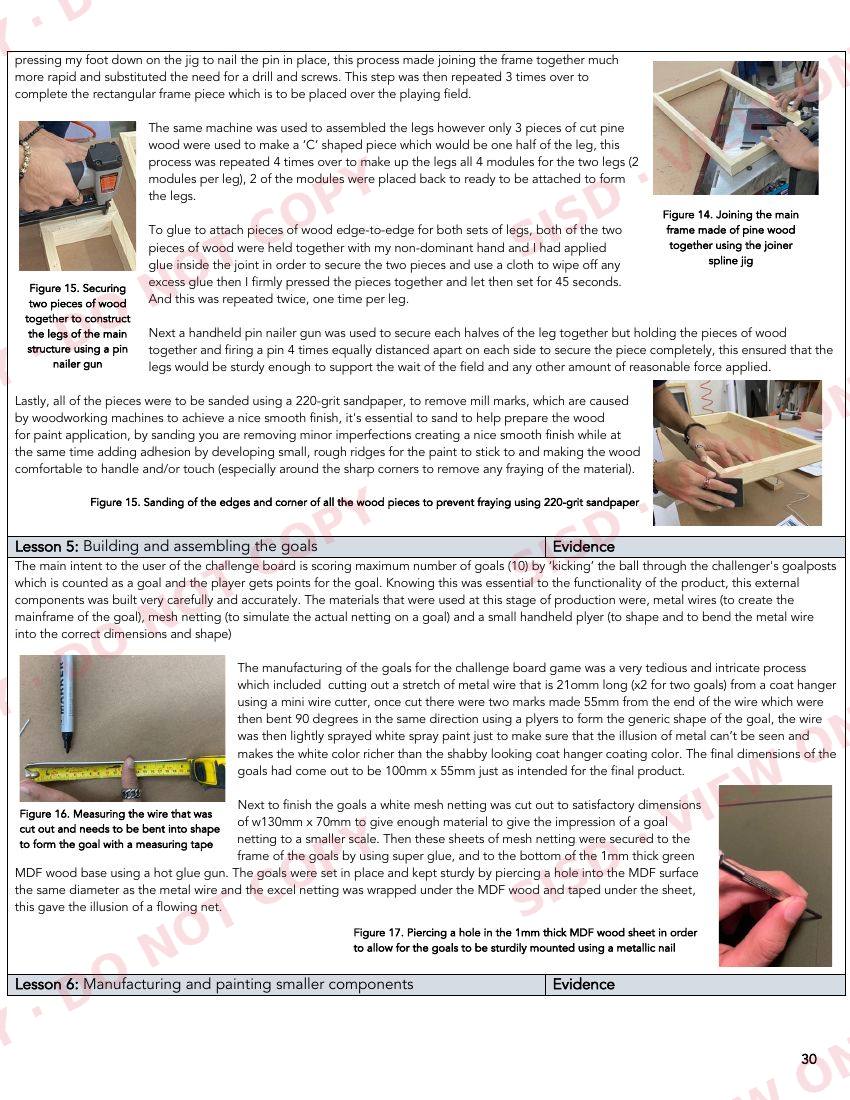 pressing my foot down on the jig to nail the pin in place, this process made joining the frame together much
more rapid and substituted the need for a drill and screws. This step was then repeated 3 times over to
complete the rectangular frame piece which is to be placed over the playing field.
The same machine was used to assembled the legs however only 3 pieces of cut pine
wood were used to make a ‘C’ shaped piece which would be one half of the leg, this
process was repeated 4 times over to make up the legs all 4 modules for the two legs (2
modules per leg), 2 of the modules were placed back to ready to be attached to form
the legs.
Figure 14. Joining the main
frame made of pine wood
together using the joiner
spline jig
To glue to attach pieces of wood edge-to-edge for both sets of legs, both of the two
pieces of wood were held together with my non-dominant hand and I had applied
glue inside the joint in order to secure the two pieces and use a cloth to wipe off any
excess glue then I firmly pressed the pieces together and let then set for 45 seconds.
And this was repeated twice, one time per leg.
Figure 15. Securing
two pieces of wood
together to construct
the legs of the main
structure using a pin
nailer gun
Next a handheld pin nailer gun was used to secure each halves of the leg together but holding the pieces of wood
together and firing a pin 4 times equally distanced apart on each side to secure the piece completely, this ensured that the
legs would be sturdy enough to support the wait of the field and any other amount of reasonable force applied.
Lastly, all of the pieces were to be sanded using a 220-grit sandpaper, to remove mill marks, which are caused
by woodworking machines to achieve a nice smooth finish, it's essential to sand to help prepare the wood
for paint application, by sanding you are removing minor imperfections creating a nice smooth finish while at
the same time adding adhesion by developing small, rough ridges for the paint to stick to and making the wood
comfortable to handle and/or touch (especially around the sharp corners to remove any fraying of the material).
Figure 15. Sanding of the edges and corner of all the wood pieces to prevent fraying using 220-grit sandpaper
Lesson 5: Building and assembling the goals
Evidence
The main intent to the user of the challenge board is scoring maximum number of goals (10) by ‘kicking’ the ball through the challenger's goalposts
which is counted as a goal and the player gets points for the goal. Knowing this was essential to the functionality of the product, this external
components was built very carefully and accurately. The materials that were used at this stage of production were, metal wires (to create the
mainframe of the goal), mesh netting (to simulate the actual netting on a goal) and a small handheld plyer (to shape and to bend the metal wire
into the correct dimensions and shape)
The manufacturing of the goals for the challenge board game was a very tedious and intricate process
which included cutting out a stretch of metal wire that is 21omm long (x2 for two goals) from a coat hanger
using a mini wire cutter, once cut there were two marks made 55mm from the end of the wire which were
then bent 90 degrees in the same direction using a plyers to form the generic shape of the goal, the wire
was then lightly sprayed white spray paint just to make sure that the illusion of metal can’t be seen and
makes the white color richer than the shabby looking coat hanger coating color. The final dimensions of the
goals had come out to be 100mm x 55mm just as intended for the final product.
Figure 16. Measuring the wire that was
cut out and needs to be bent into shape
to form the goal with a measuring tape
Next to finish the goals a white mesh netting was cut out to satisfactory dimensions
of w130mm x 70mm to give enough material to give the impression of a goal
netting to a smaller scale. Then these sheets of mesh netting were secured to the
frame of the goals by using super glue, and to the bottom of the 1mm thick green
MDF wood base using a hot glue gun. The goals were set in place and kept sturdy by piercing a hole into the MDF surface
the same diameter as the metal wire and the excel netting was wrapped under the MDF wood and taped under the sheet,
this gave the illusion of a flowing net.
Figure 17. Piercing a hole in the 1mm thick MDF wood sheet in order
to allow for the goals to be sturdily mounted using a metallic nail
Lesson 6: Manufacturing and painting smaller components
Evidence
30